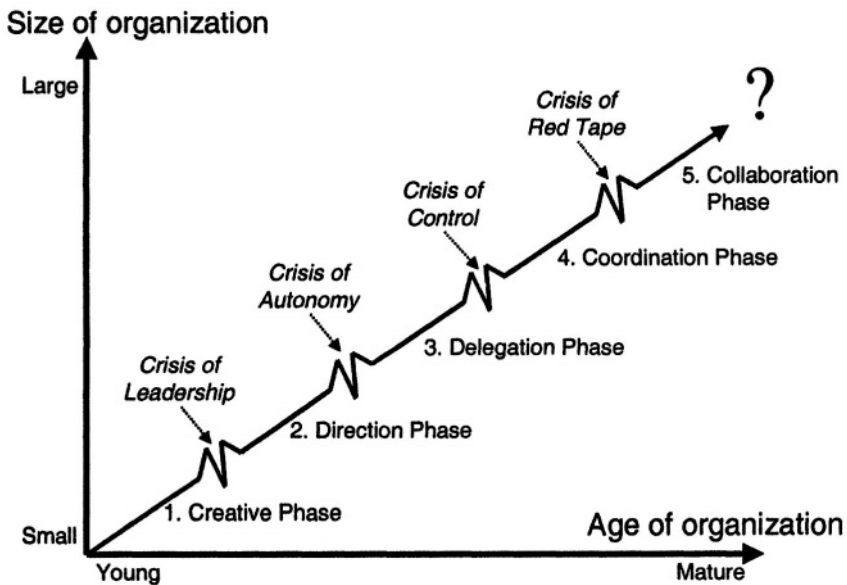 Size of organization
Large
?
Crisis of
Red Tape
5. Collaboration
Phase
Crisis of
Control
4. Coordination Phase
Crisis of
Autonomy
3. Delegation Phase
Crisis of
Leadership
2. Direction Phase
1. Creative Phase
Small
Age of organization
Young
Mature